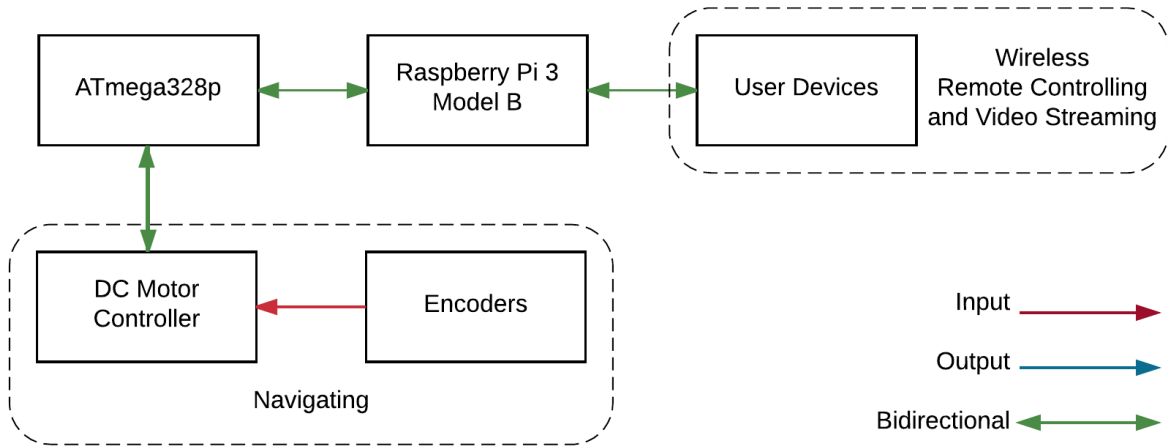 ATmega328p
Raspberry Pi 3
Model B
User Devices
Wireless
Remote Controlling
and Video Streaming
DC Motor
Controller
Encoders
Navigating
Input
Output
Bidirectional